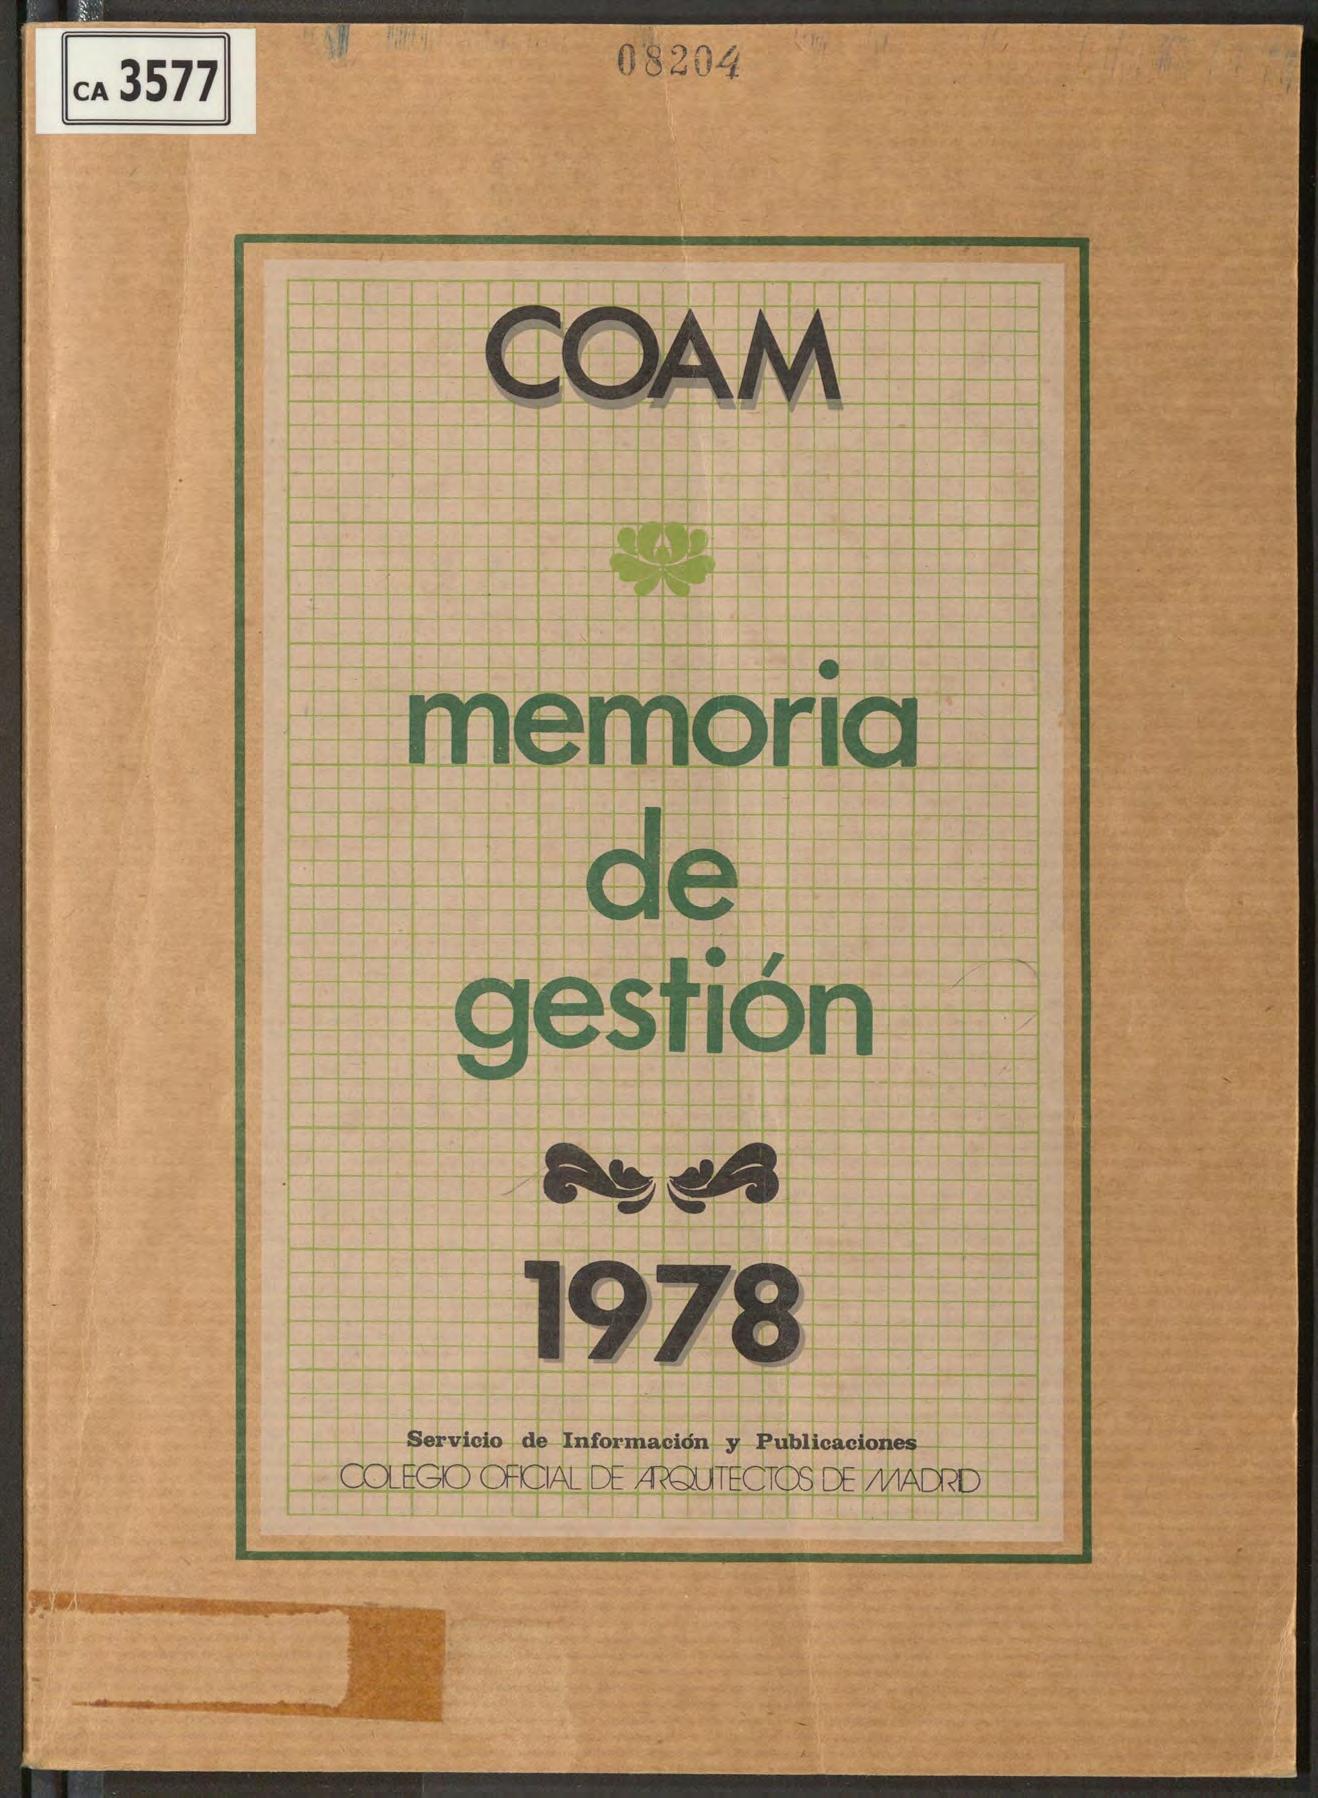 CA 3577
08204
COAM
memoria
de
gestión
1978
Servicio de Información y Publicaciones
COLEGIO OFICIAL DE ARQUITECTOS DE MADRID